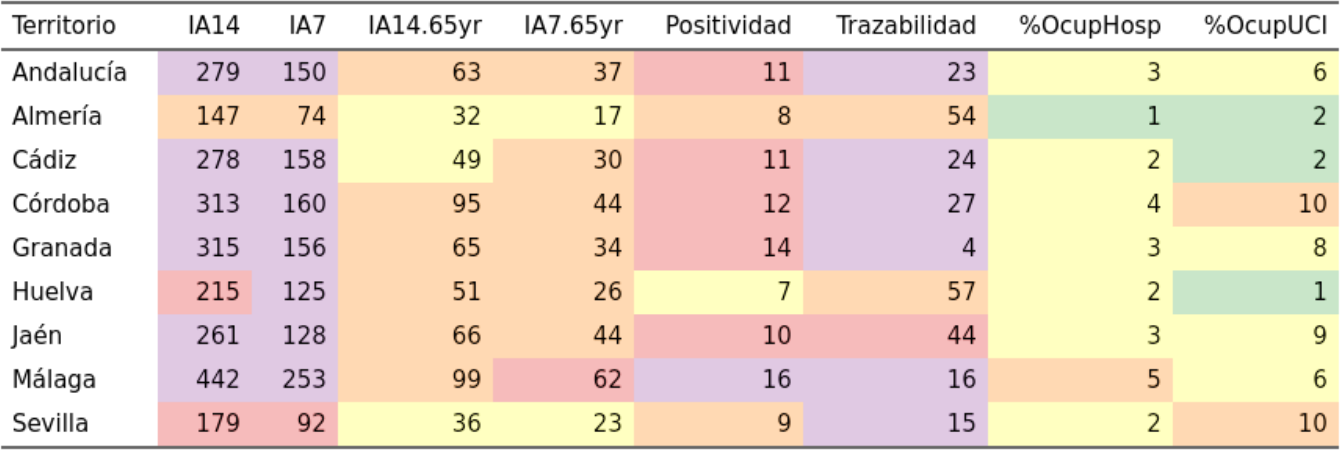 Territorio IA14 IA7 IA14.65yr IA7.65yr Positividad Trazabilidad %OcupHosp %OcupUCI
Andalucía 279 150 63 37 11 23 3 6
Almería 147 74 32 17 8 54 1 2
Cádiz 278 158 49 30 11 24 2 2
Córdoba 313 160 95 44 12 27 4 10
Granada 315 156 65 34 14 4 3 8
Huelva 215 125 51 26 7 57 2 1
Jaén 261 128 66 44 10 44 3 9
Málaga 442 253 99 62 16 16 5 6
Sevilla 179 92 36 23 9 15 2 10